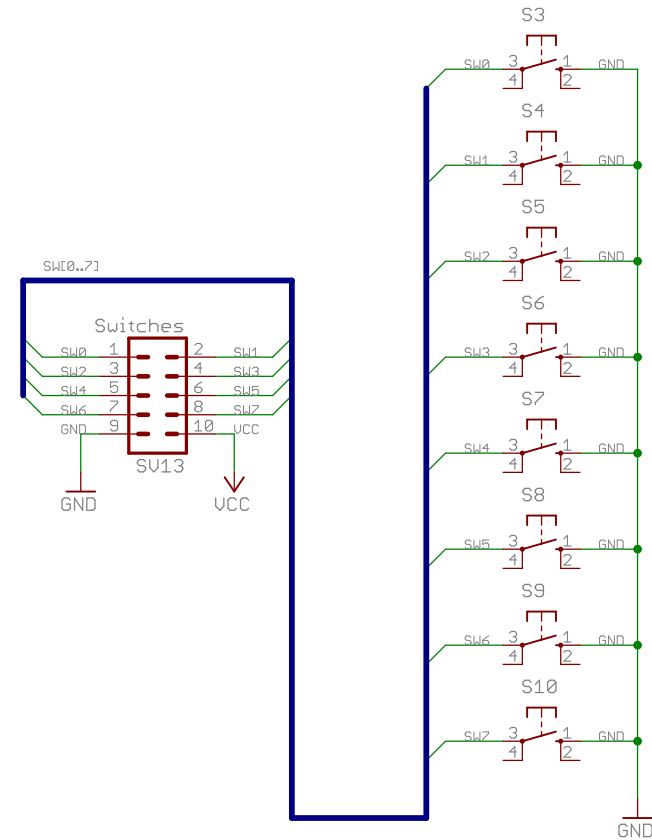 S3
SW0 3 1 GND
4 2
S4
SW1 3 1 GND
4 2
S5
SW2 3 1 GND
4 2
S6
SW3 3 1 GND
4 2
S7
SW4 3 1 GND
4 2
S8
SW5 3 1 GND
4 2
S9
SW6 3 1 GND
4 2
S10
SW7 3 1 GND
4 2
GND
SW[0..7]
Switches
SW0 1 2 SW1
SW2 3 4 SW3
SW4 5 6 SW5
SW6 7 8 SW7
GND 9 10 VCC
SV13
GND VCC